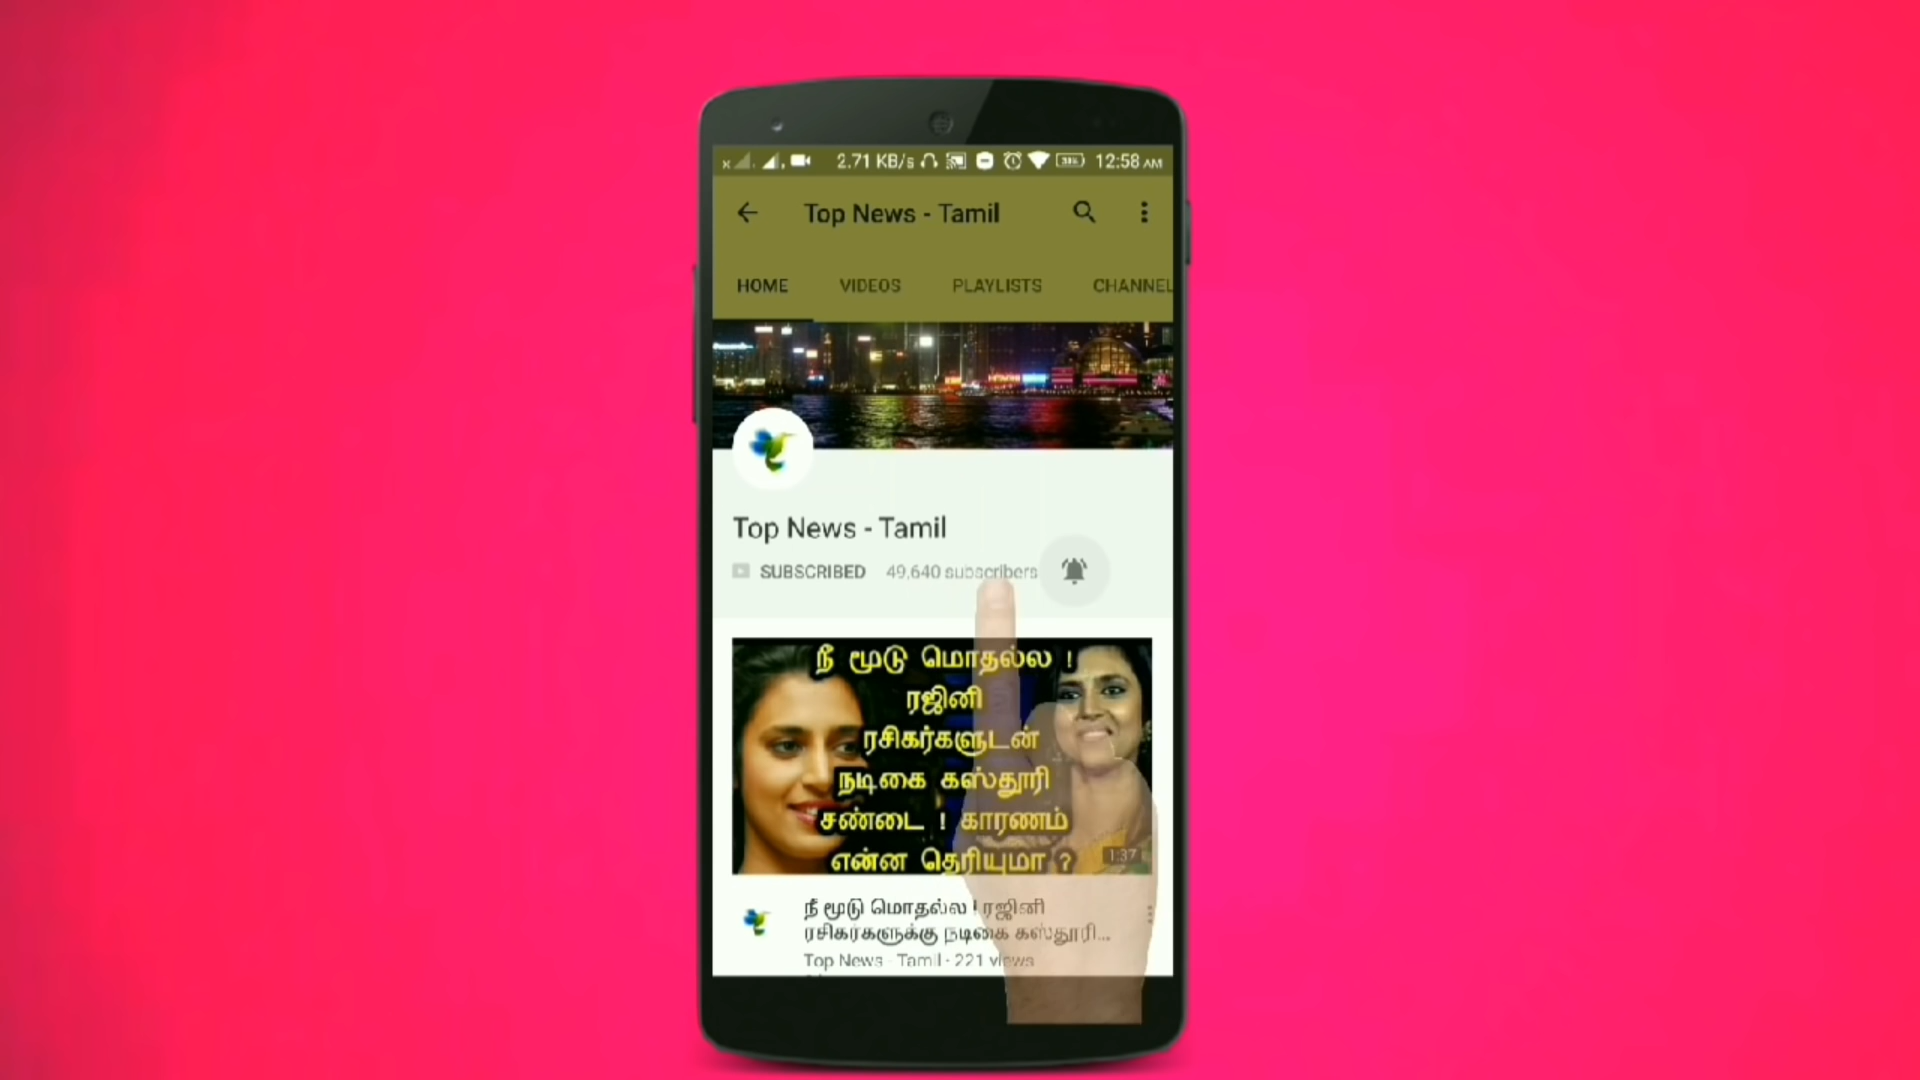 2.71 KB/s 12:58 AM
Top News - Tamil
HOME VIDEOS PLAYLISTS CHANNEL
Top News - Tamil
SUBSCRIBED 49,640 subscribers
நீ மூடு மொதல்ல !
ரஜினி
ரசிகர்களுடன்
நடிகை கஸ்தூரி
சண்டை ! காரணம்
என்ன தெரியுமா ?
1:37
நீ மூடு மொதல்ல ! ரஜினி
ரசிகர்களுக்கு நடிகை கஸ்தூரி...
Top News - Tamil · 221 views